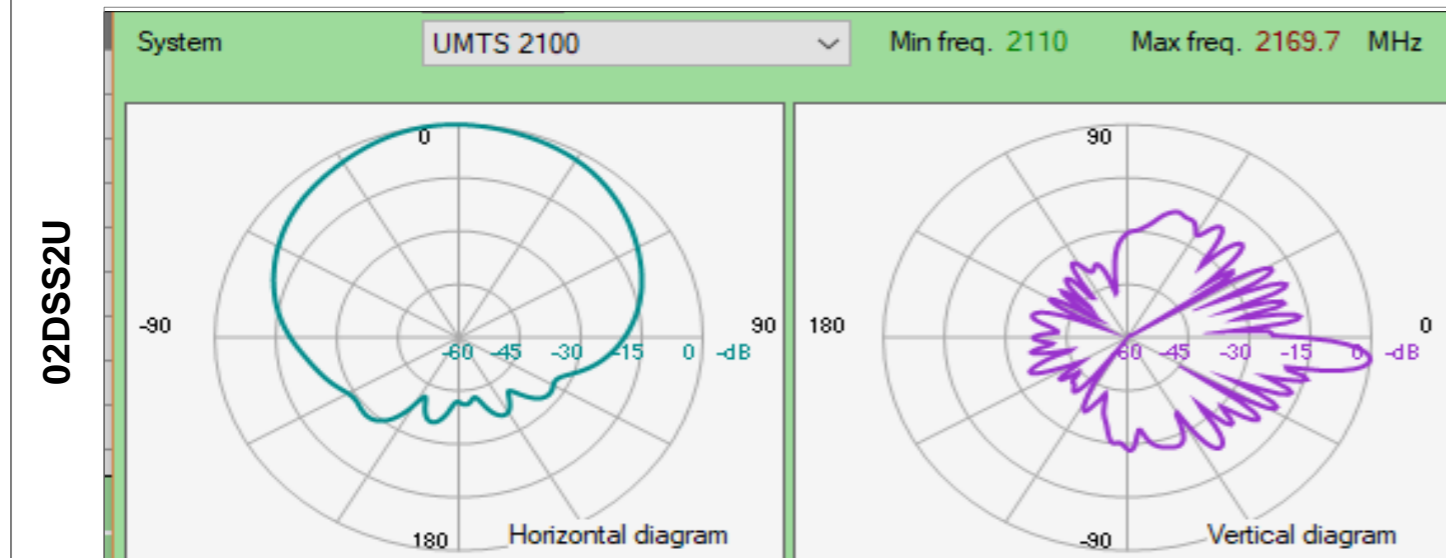 02DSS2U
System
UMTS 2100
Min freq. 2110 Max freq. 2169.7 MHz
0
-90
90
-60 -45 -30 -15 0 -dB
180
Horizontal diagram
90
180
0
-60 -45 -30 -15 0 -dB
-90
Vertical diagram